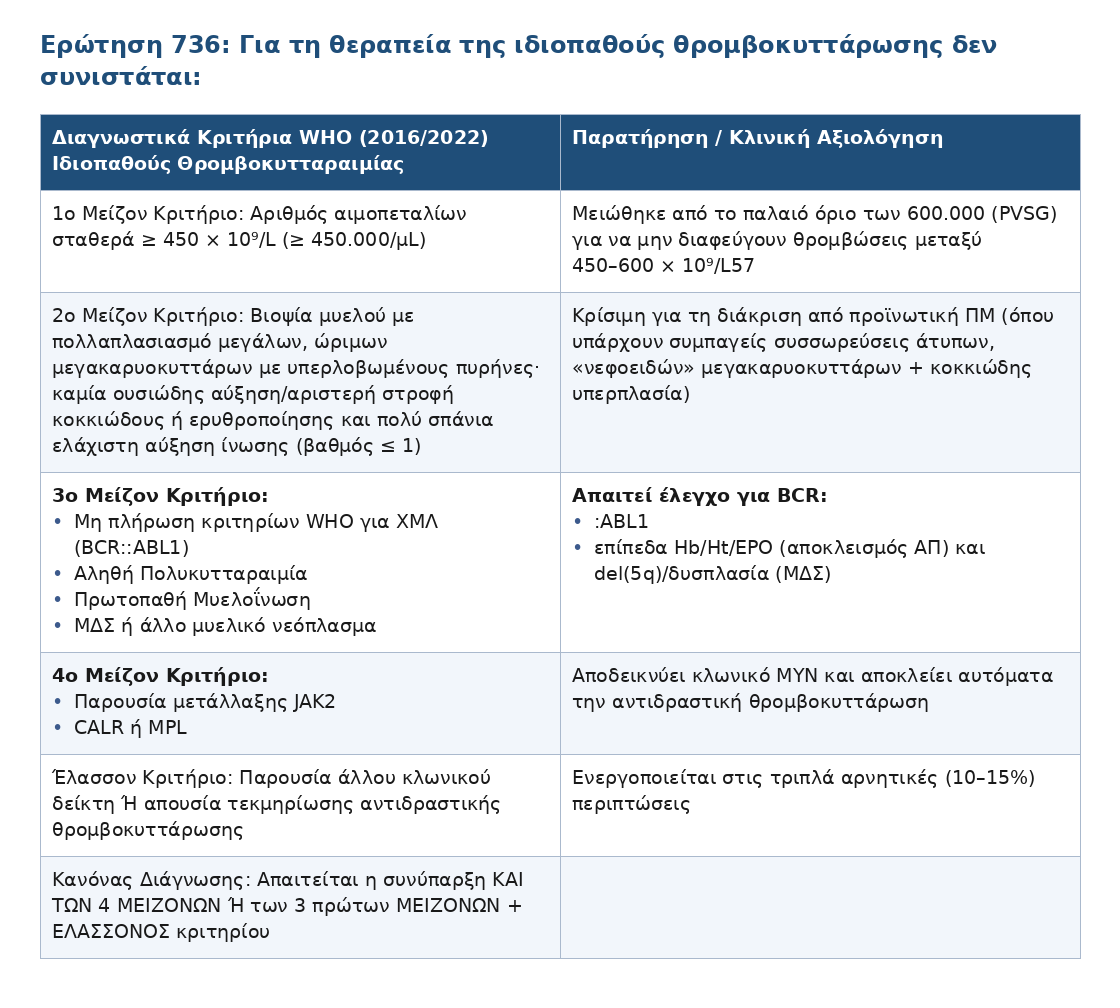 Ερώτηση 736: Για τη θεραπεία της ιδιοπαθούς θρομβοκυττάρωσης δεν
συνιστάται:
Διαγνωστικά Κριτήρια WHO (2016/2022)
Ιδιοπαθούς Θρομβοκυτταραιμίας
Παρατήρηση / Κλινική Αξιολόγηση
1ο Μείζον Κριτήριο: Αριθμός αιμοπεταλίων
σταθερά ≥ 450 × 10⁹/L (≥ 450.000/μL)
Μειώθηκε από το παλαιό όριο των 600.000 (PVSG)
για να μην διαφεύγουν θρομβώσεις μεταξύ
450–600 × 10⁹/L57
2ο Μείζον Κριτήριο: Βιοψία μυελού με
πολλαπλασιασμό μεγάλων, ώριμων
μεγακαρυοκυττάρων με υπερλοβωμένους πυρήνες·
καμία ουσιώδης αύξηση/αριστερή στροφή
κοκκιώδους ή ερυθροποίησης και πολύ σπάνια
ελάχιστη αύξηση ίνωσης (βαθμός ≤ 1)
Κρίσιμη για τη διάκριση από προϊνωτική ΠΜ (όπου
υπάρχουν συμπαγείς συσσωρεύσεις άτυπων,
«νεφοειδών» μεγακαρυοκυττάρων + κοκκιώδης
υπερπλασία)
3ο Μείζον Κριτήριο:
• Μη πλήρωση κριτηρίων WHO για ΧΜΛ
(BCR::ABL1)
• Αληθή Πολυκυτταραιμία
• Πρωτοπαθή Μυελοΐνωση
• ΜΔΣ ή άλλο μυελικό νεόπλασμα
Απαιτεί έλεγχο για BCR:
• :ABL1
• επίπεδα Hb/Ht/EPO (αποκλεισμός ΑΠ) και
del(5q)/δυσπλασία (ΜΔΣ)
4ο Μείζον Κριτήριο:
• Παρουσία μετάλλαξης JAK2
• CALR ή MPL
Αποδεικνύει κλωνικό ΜΥΝ και αποκλείει αυτόματα
την αντιδραστική θρομβοκυττάρωση
Έλασσον Κριτήριο: Παρουσία άλλου κλωνικού
δείκτη Ή απουσία τεκμηρίωσης αντιδραστικής
θρομβοκυττάρωσης
Ενεργοποιείται στις τριπλά αρνητικές (10–15%)
περιπτώσεις
Κανόνας Διάγνωσης: Απαιτείται η συνύπαρξη ΚΑΙ
ΤΩΝ 4 ΜΕΙΖΟΝΩΝ Ή των 3 πρώτων ΜΕΙΖΟΝΩΝ +
ΕΛΑΣΣΟΝΟΣ κριτηρίου